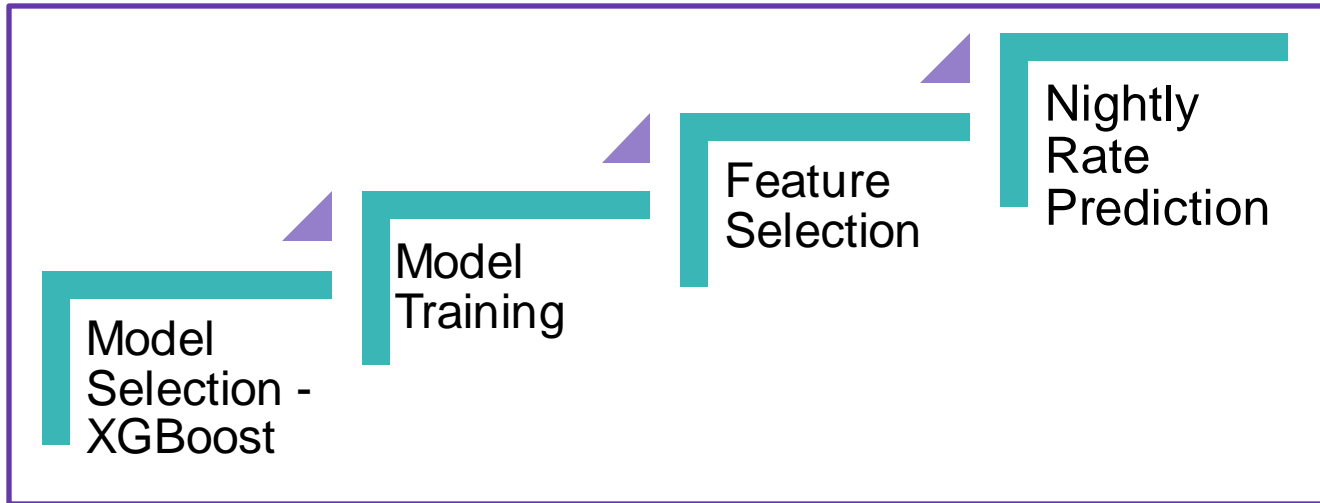 Model
Selection -
XGBoost
Model
Training
Feature
Selection
Nightly
Rate
Prediction